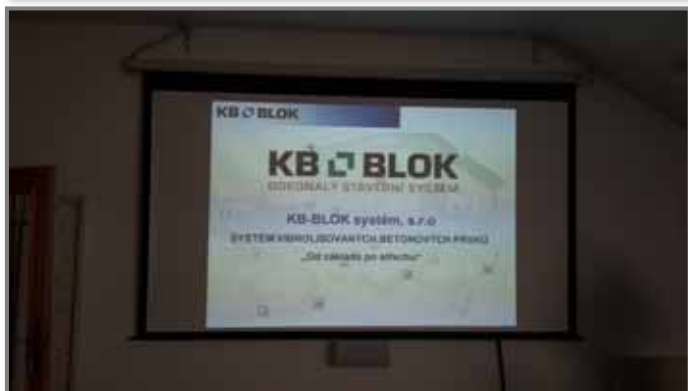 KB BLOK
KB BLOK
DOKONALÝ STAVEBNÍ SYSTÉM
KB-BLOK systém, s.r.o
SYSTÉM VIBROLISOVANÝCH BETONOVÝCH PRVKŮ
„Od základů po střechu“